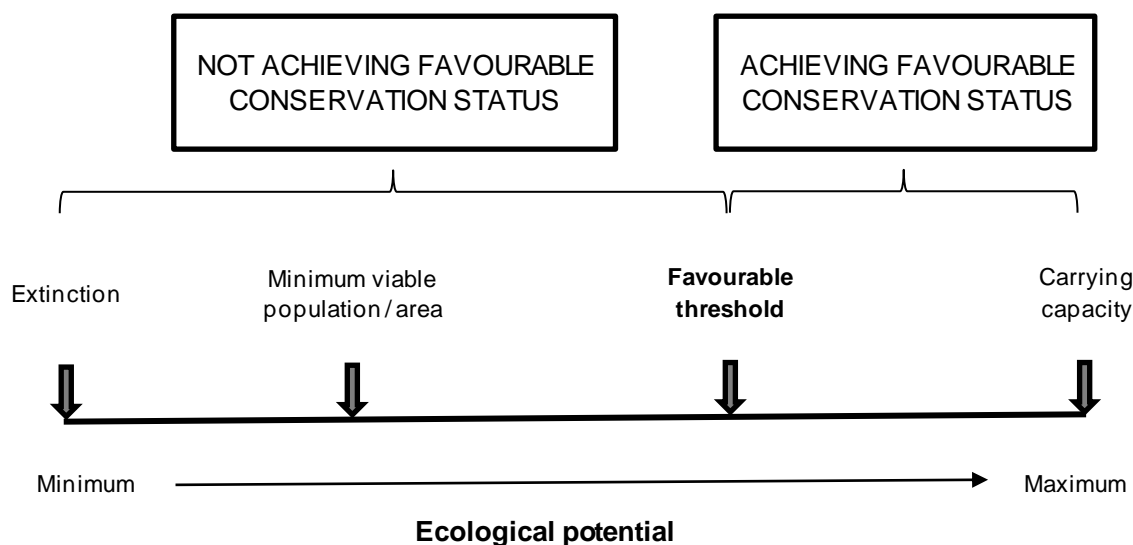 NOT ACHIEVING FAVOURABLE
CONSERVATION STATUS
ACHIEVING FAVOURABLE
CONSERVATION STATUS
Extinction
Minimum viable
population/area
Favourable
threshold
Carrying
capacity
Minimum
Maximum
Ecological potential